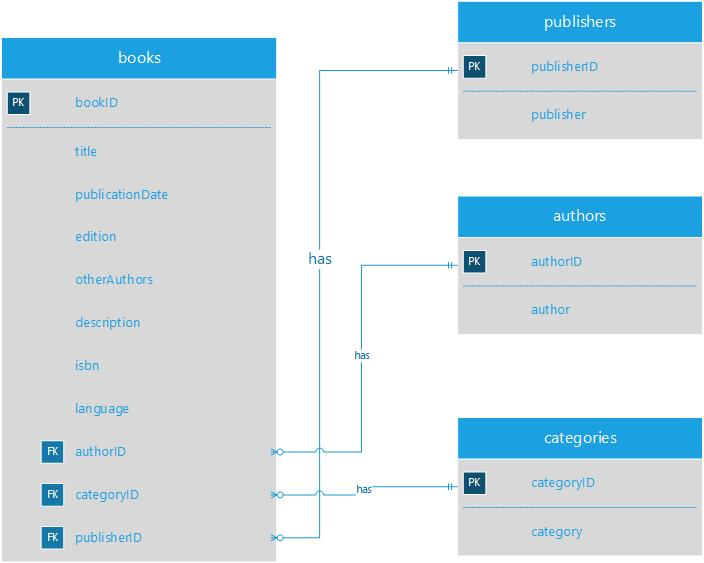 books
PK bookID
title
publicationDate
edition
otherAuthors
description
isbn
language
FK authorID
FK categoryID
FK publisherID
has
has
has
publishers
PK publisherID
publisher
authors
PK authorID
author
categories
PK categoryID
category